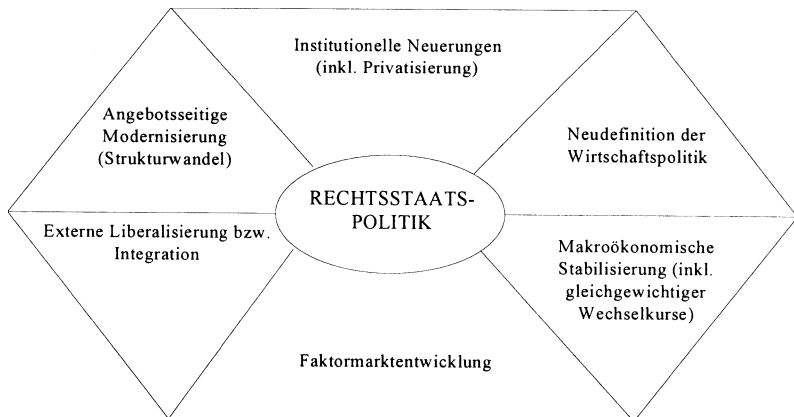 Institutionelle Neuerungen
(inkl. Privatisierung)
Angebotsseitige
Modernisierung
(Strukturwandel)
Neudefinition der
Wirtschaftspolitik
RECHTSSTAATS-
POLITIK
Externe Liberalisierung bzw.
Integration
Makroökonomische
Stabilisierung (inkl.
gleichgewichtiger
Wechselkurse)
Faktormarktentwicklung